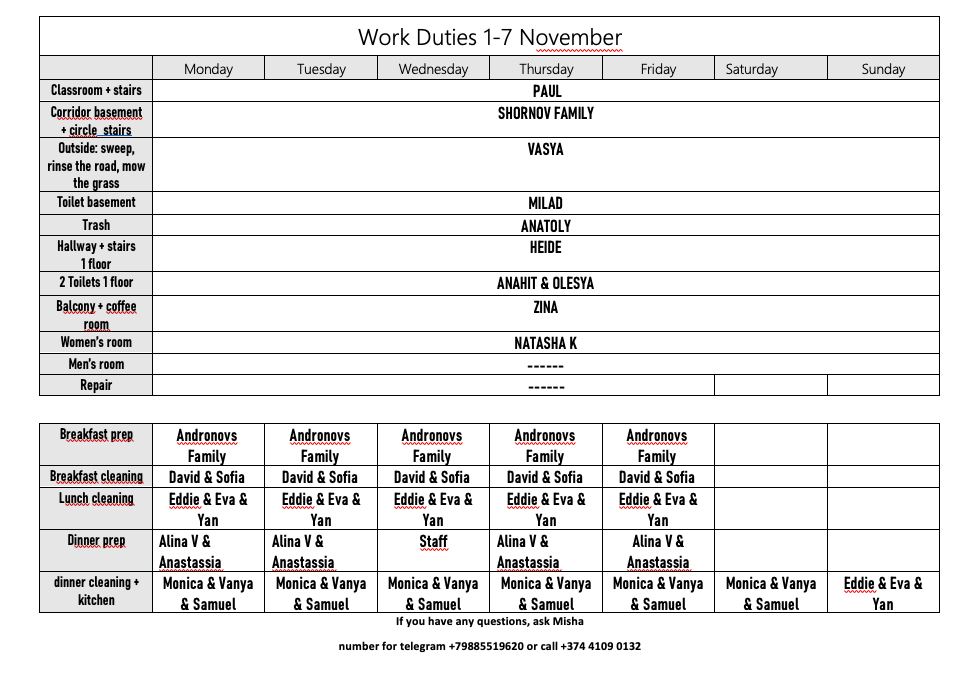 Work Duties 1-7 November
Monday Tuesday Wednesday Thursday Friday Saturday Sunday
Classroom + stairs PAUL
Corridor basement SHORNOV FAMILY
+ circle stairs
Outside: sweep, VASYA
rinse the road, mow
the grass
Toilet basement MILAD
Trash ANATOLY
Hallway + stairs HEIDE
1 floor
2 Toilets 1 floor ANAHIT & OLESYA
Balcony + coffee ZINA
room
Women's room NATASHA K
Men's room ------
Repair ------
Breakfast prep Andronovs Andronovs Andronovs Andronovs Andronovs
Family Family Family Family Family
Breakfast cleaning David & Sofia David & Sofia David & Sofia David & Sofia David & Sofia
Lunch cleaning Eddie & Eva & Eddie & Eva & Eddie & Eva & Eddie & Eva & Eddie & Eva &
Yan Yan Yan Yan Yan
Dinner prep Alina V & Alina V & Staff Alina V & Alina V &
Anastassia Anastassia Anastassia Anastassia
dinner cleaning + Monica & Vanya Monica & Vanya Monica & Vanya Monica & Vanya Monica & Vanya Monica & Vanya Eddie & Eva &
kitchen & Samuel & Samuel & Samuel & Samuel & Samuel & Samuel Yan
If you have any questions, ask Misha
number for telegram +79885519620 or call +374 4109 0132